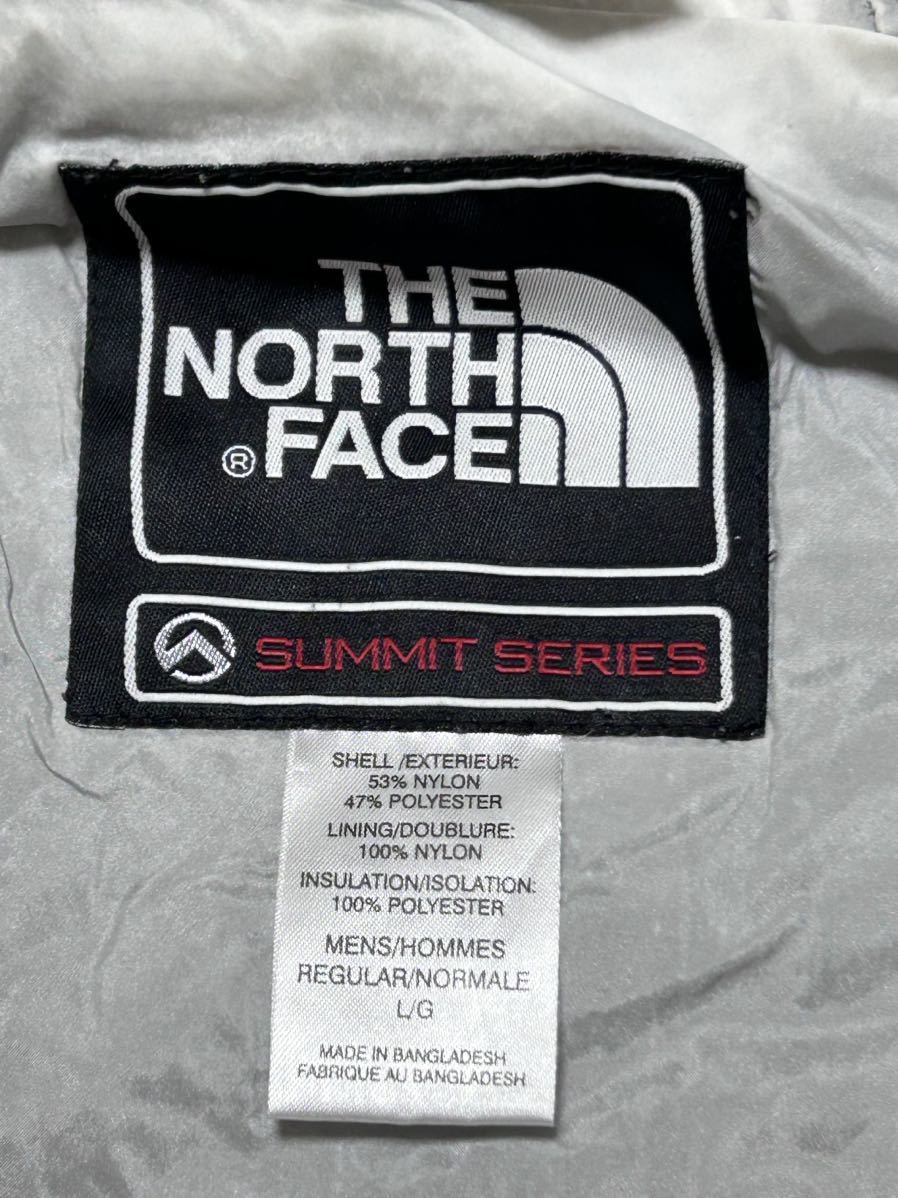 THE
NORTH
® FACE
SUMMIT SERIES
SHELL /EXTERIEUR:
53% NYLON
47% POLYESTER
LINING/DOUBLURE:
100% NYLON
INSULATION/ISOLATION:
100% POLYESTER
MENS/HOMMES
REGULAR/NORMALE
L/G
MADE IN BANGLADESH
FABRIQUE AU BANGLADESH